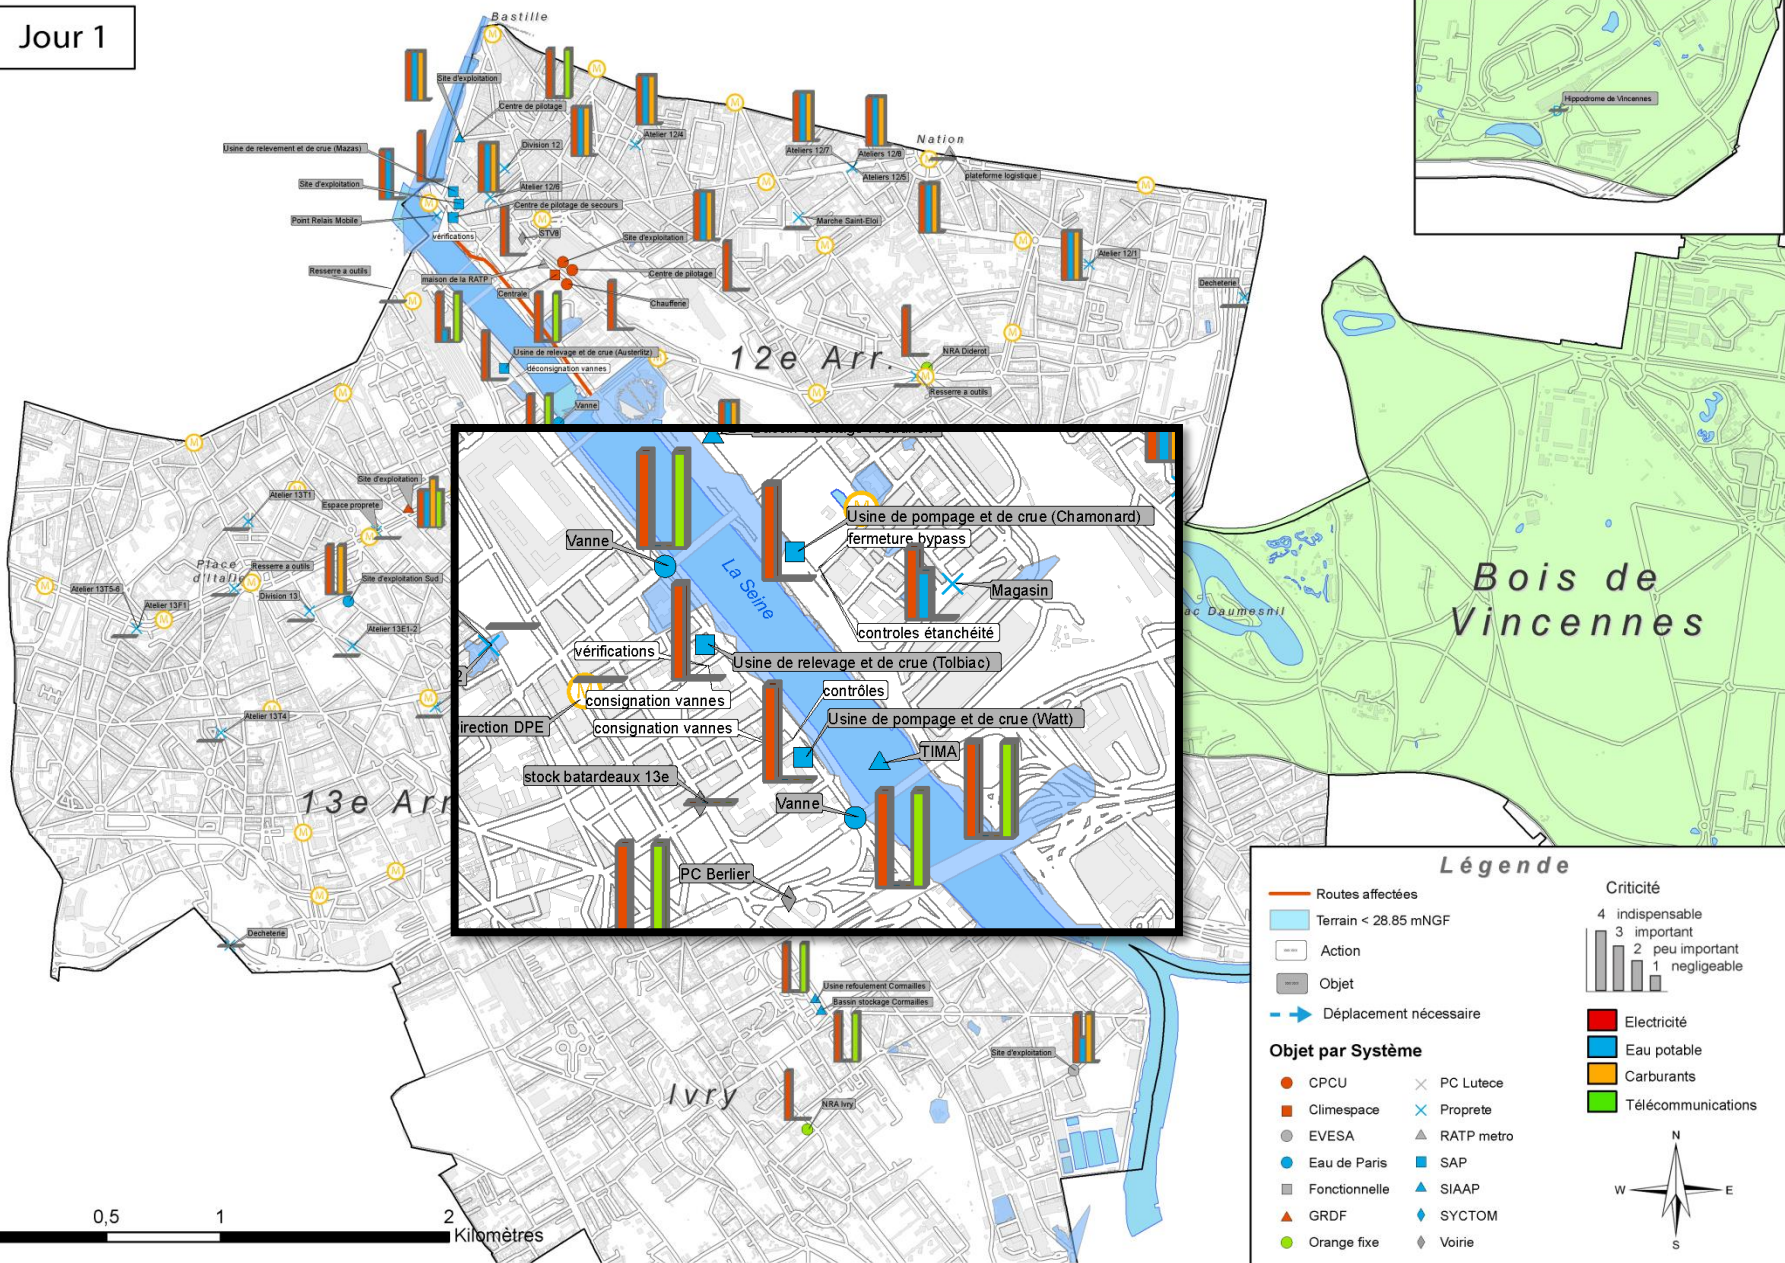 Jour 1
Bastille
Site d'exploitation
Centre de pilotage
Usine de relevement et de crue (Mazas)
Division 12
Atelier 12/4
Ateliers 12/7
Ateliers 12/8
Ateliers 12/5
Nation
plateforme logistique
Hippodrome de Vincennes
Site d'exploitation
Atelier 12/6
Centre de pilotage de secours
Point Relais Mobile
vérifications
STV8
Marche Saint-Eloi
Site d'exploitation
Resserre a outils
maison de la RATP
Centre de pilotage
Centrale
Chaufferie
Atelier 12/1
Decheterie
Usine de relevage et de crue (Austerlitz)
déconsignation vannes
12e Arr.
NRA Diderot
Resserre a outils
Vanne
Site d'exploitation
Atelier 13T1
Espace proprete
Place
d'Italie
Resserre a outils
Site d'exploitation Sud
Atelier 13T5-6
Atelier 13F1
Division 13
Atelier 13E1-2
Atelier 13T4
13e Arr
Decheterie
Usine de pompage et de crue (Chamonard)
fermeture bypass
Vanne
La Seine
Magasin
controles étanchéité
vérifications
Usine de relevage et de crue (Tolbiac)
consignation vannes
contrôles
irection DPE
consignation vannes
Usine de pompage et de crue (Watt)
TIMA
stock batardeaux 13e
Vanne
PC Berlier
ac Daumesnil
Bois de
Vincennes
Usine refoulement Cormailles
Bassin stockage Cormailles
Site d'exploitation
Ivry
NRA Ivry
0,5 1 2
Kilomètres
Légende
Routes affectées
Terrain < 28.85 mNGF
Action
Objet
Déplacement nécessaire
Criticité
4 indispensable
3 important
2 peu important
1 negligeable
Electricité
Eau potable
Carburants
Télécommunications
Objet par Système
CPCU
Climespace
EVESA
Eau de Paris
Fonctionnelle
GRDF
Orange fixe
PC Lutece
Proprete
RATP metro
SAP
SIAAP
SYCTOM
Voirie
N
W E
S